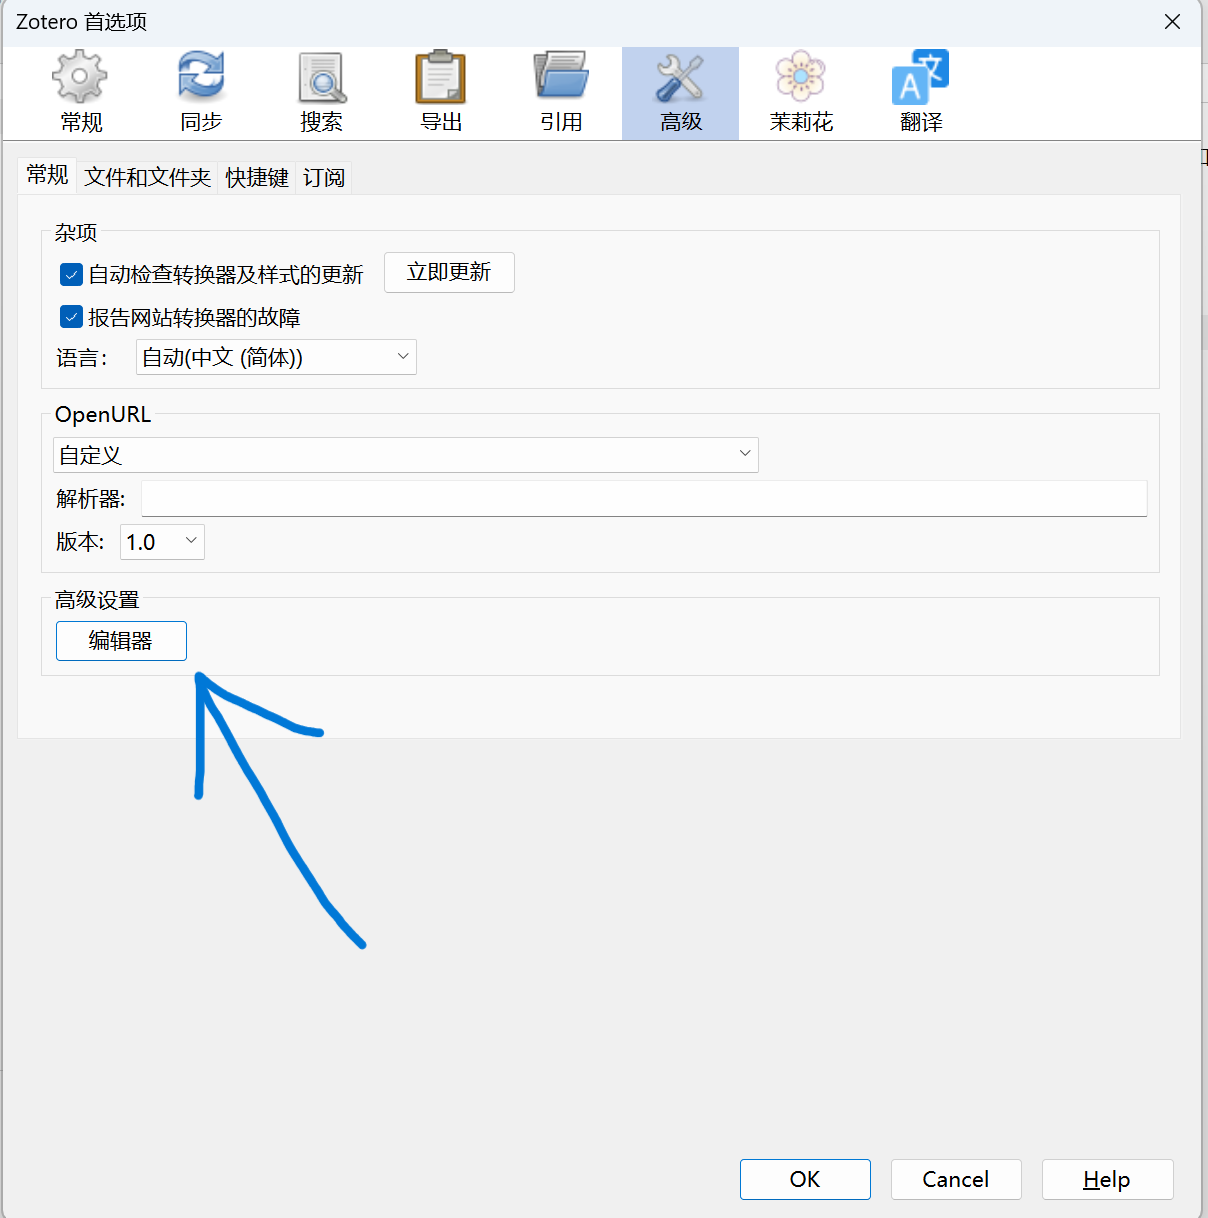 Zotero 首选项
常规 同步 搜索 导出 引用 高级 茉莉花 翻译
常规 文件和文件夹 快捷键 订阅
杂项
自动检查转换器及样式的更新 立即更新
报告网站转换器的故障
语言: 自动(中文 (简体))
OpenURL
自定义
解析器:
版本: 1.0
高级设置
编辑器
OK Cancel Help